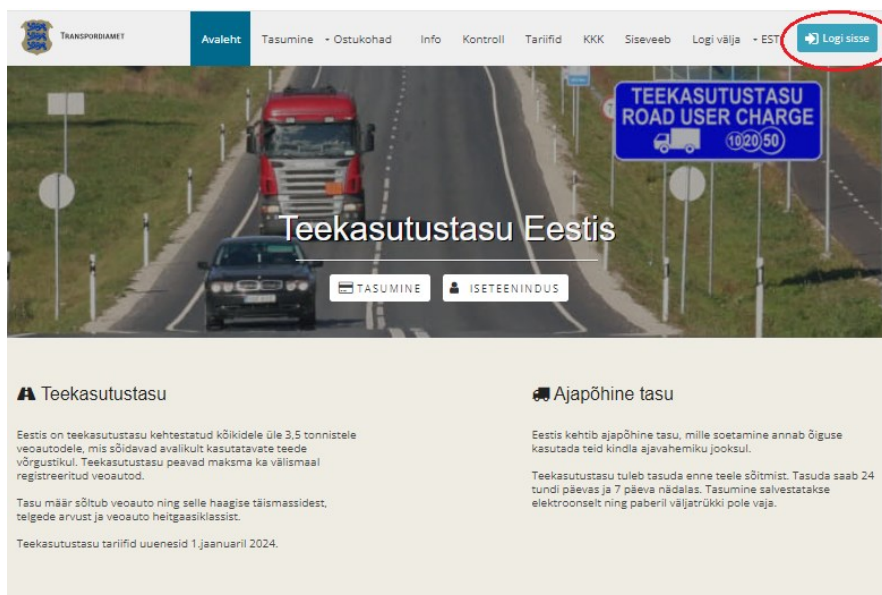 TRANSPORDIAMET
Avaleht Tasumine Ostukohad Info Kontroll Tariifid KKK Siseveeb Logi välja EST Logi sisse
TEEKASUTUSTASU
ROAD USER CHARGE
10 20 50
Teekasutustasu Eestis
TASUMINE ISETEENINDUS
Teekasutustasu
Eestis on teekasutustasu kehtestatud kõikidele üle 3,5 tonnistele
veoautodele, mis sõidavad avalikult kasutatavate teede
võrgustikul. Teekasutustasu peavad maksma ka välismaal
registreeritud veoautod.
Tasu määr sõltub veoauto ning selle haagise täismassidest,
telgede arvust ja veoauto heitgaasiklassist.
Teekasutustasu tariifid uuenesid 1.jaanuaril 2024.
Ajapõhine tasu
Eestis kehtib ajapõhine tasu, mille soetamine annab õiguse
kasutada teid kindla ajavahemiku jooksul.
Teekasutustasu tuleb tasuda enne teele sõitmist. Tasuda saab 24
tundi päevas ja 7 päeva nädalas. Tasumine salvestatakse
elektroonselt ning paberil väljatrükki pole vaja.